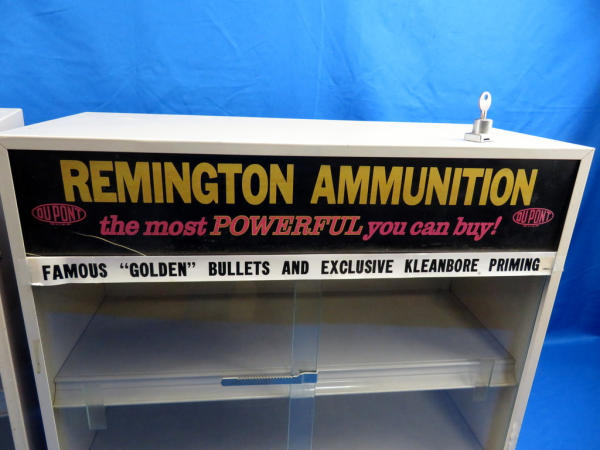 REMINGTON AMMUNITION
DU PONT the most POWERFUL you can buy! DU PONT
FAMOUS "GOLDEN" BULLETS AND EXCLUSIVE KLEANBORE PRIMING